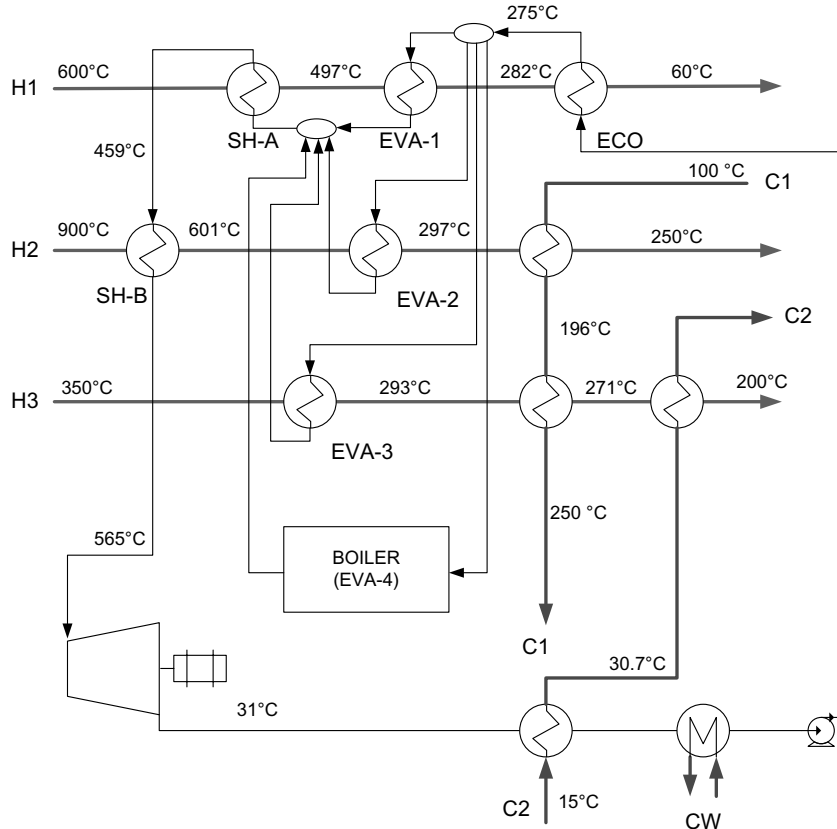 275°C
600°C
497°C
282°C
60°C
H1
SH-A
EVA-1
ECO
459°C
100 °C
C1
900°C
601°C
297°C
250°C
H2
SH-B
EVA-2
196°C
C2
350°C
293°C
271°C
200°C
H3
EVA-3
565°C
250 °C
BOILER
(EVA-4)
C1
30.7°C
31°C
C2
15°C
CW